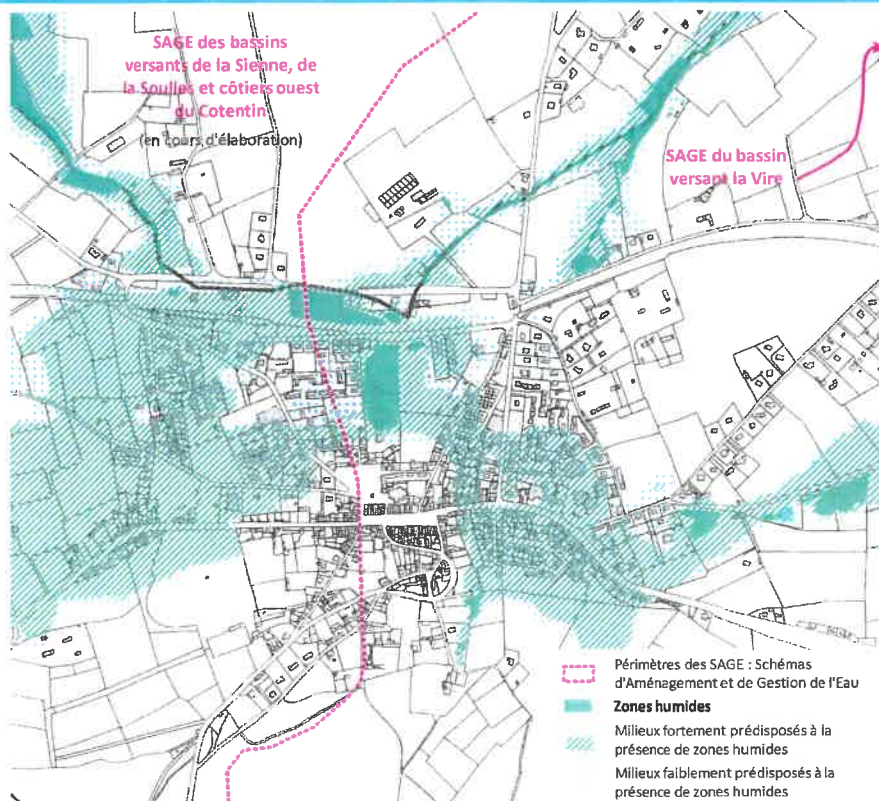 SAGE des bassins
versants de la Sienne, de
la Soulles et côtiers ouest
du Cotentin
(en cours d'élaboration)
SAGE du bassin
versant la Vire
Périmètres des SAGE : Schémas
d'Aménagement et de Gestion de l'Eau
Zones humides
Milieux fortement prédisposés à la
présence de zones humides
Milieux faiblement prédisposés à la
présence de zones humides